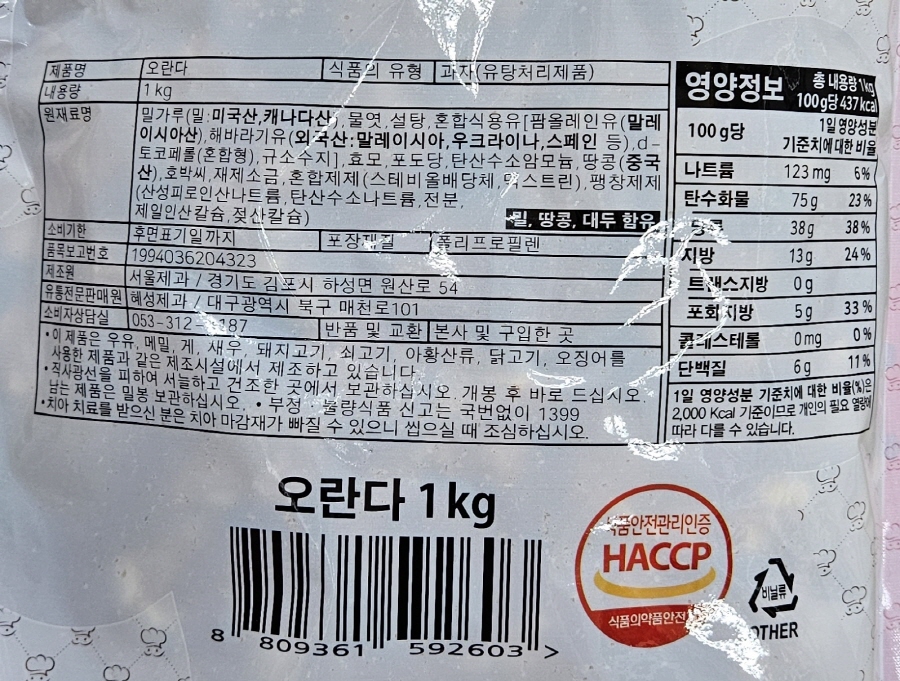 제품명 오란다 식품의 유형 과자(유탕처리제품)
내용량 1kg
원재료명 밀가루(밀:미국산,캐나다산),물엿,설탕,혼합식용유[팜올레인유(말레
이시아산),해바라기유(외국산:말레이시아,우크라이나,스페인 등),d-
토코페롤(혼합형),규소수지],효모,포도당,탄산수소암모늄,땅콩(중국
산),호박씨,재제소금,혼합제제(스테비올배당체,덱스트린),팽창제제
(산성피로인산나트륨,탄산수소나트륨,전분,
제일인산칼슘,젖산칼슘)
밀, 땅콩, 대두 함유
소비기한 후면표기일까지 포장재질 폴리프로필렌
품목보고번호 1994036204323
제조원 서울제과 / 경기도 김포시 하성면 원산로 54
유통전문판매원 혜성제과 / 대구광역시 북구 매천로101
소비자상담실 053-312- 187 반품 및 교환 본사 및 구입한 곳
•이 제품은 우유, 메밀, 게, 새우, 돼지고기, 쇠고기, 아황산류, 닭고기, 오징어를
사용한 제품과 같은 제조시설에서 제조하고 있습니다.
•직사광선을 피하여 서늘하고 건조한 곳에서 보관하십시오. 개봉 후 바로 드십시오.
남는 제품은 밀봉 보관하십시오. •부정·불량식품 신고는 국번없이 1399
•치아 치료를 받으신 분은 치아 마감재가 빠질 수 있으니 씹으실 때 조심하십시오.
영양정보 총 내용량 1kg
100g당 437kcal
100g당 1일 영양성분
기준치에 대한 비율
나트륨 123mg 6%
탄수화물 75g 23%
당류 38g 38%
지방 13g 24%
트랜스지방 0g
포화지방 5g 33%
콜레스테롤 0mg 0%
단백질 6g 11%
1일 영양성분 기준치에 대한 비율(%)은
2,000 Kcal 기준이므로 개인의 필요 열량에
따라 다를 수 있습니다.
오란다 1kg
8 809361 592603 >
식품안전관리인증
HACCP
식품의약품안전
비닐류
OTHER